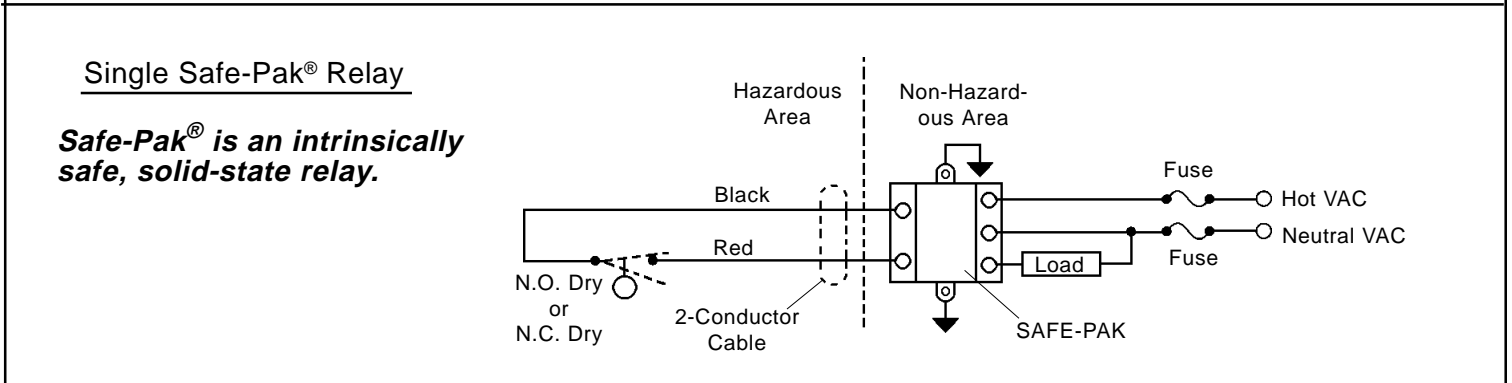 Single Safe-Pak® Relay
Safe-Pak® is an intrinsically
safe, solid-state relay.
Hazardous
Area
Non-Hazard-
ous Area
Black
Red
N.O. Dry
or
N.C. Dry
2-Conductor
Cable
Fuse
Hot VAC
Neutral VAC
Fuse
Load
SAFE-PAK